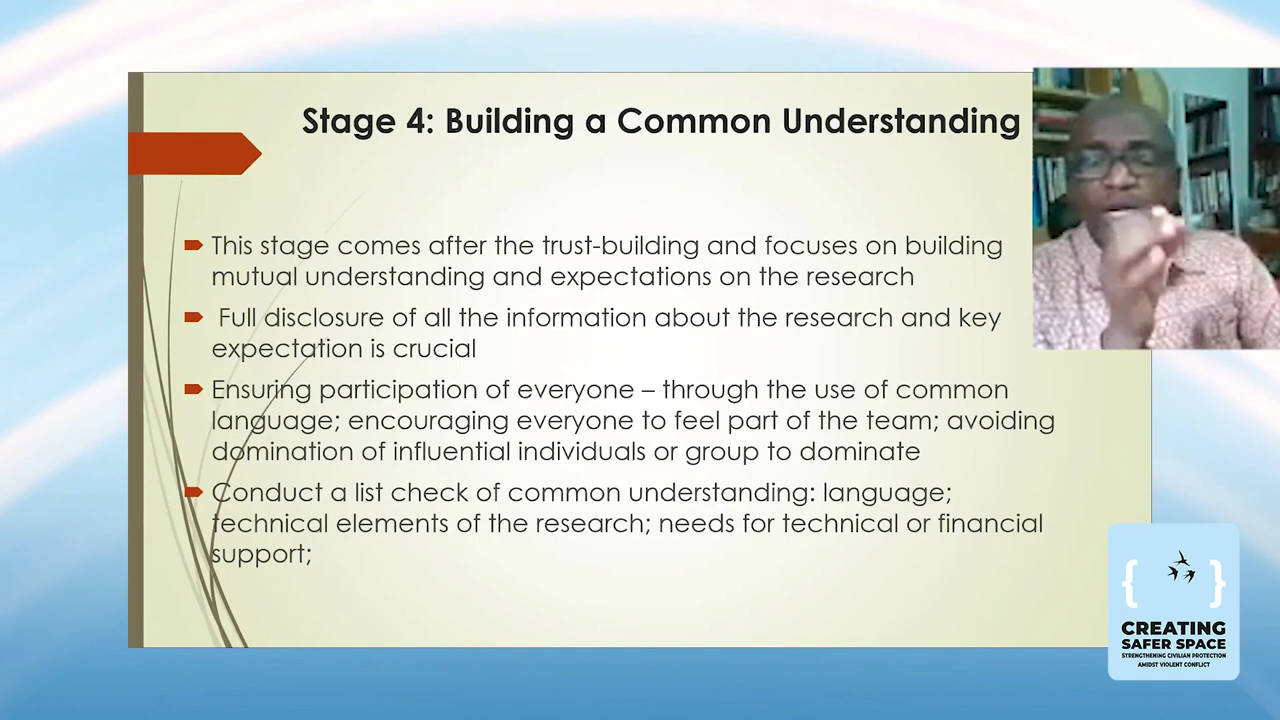 Stage 4: Building a Common Understanding
This stage comes after the trust-building and focuses on building
mutual understanding and expectations on the research
Full disclosure of all the information about the research and key
expectation is crucial
Ensuring participation of everyone – through the use of common
language; encouraging everyone to feel part of the team; avoiding
domination of influential individuals or group to dominate
Conduct a list check of common understanding: language;
technical elements of the research; needs for technical or financial
support;
CREATING
SAFER SPACE
STRENGTHENING CIVILIAN PROTECTION
AMIDST VIOLENT CONFLICT